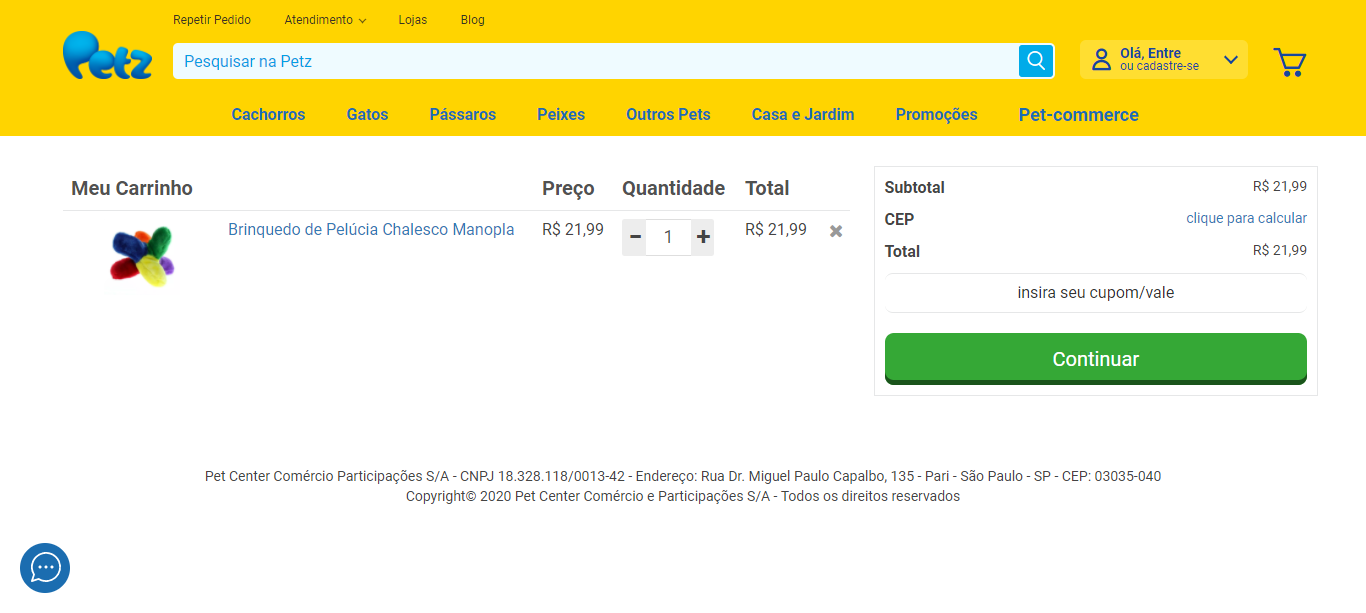 Repetir Pedido Atendimento Lojas Blog
Petz
Pesquisar na Petz
Olá, Entre
ou cadastre-se
Cachorros Gatos Pássaros Peixes Outros Pets Casa e Jardim Promoções Pet-commerce
Meu Carrinho Preço Quantidade Total
Brinquedo de Pelúcia Chalesco Manopla R$ 21,99 − 1 + R$ 21,99 ✖
Subtotal R$ 21,99
CEP clique para calcular
Total R$ 21,99
insira seu cupom/vale
Continuar
Pet Center Comércio Participações S/A - CNPJ 18.328.118/0013-42 - Endereço: Rua Dr. Miguel Paulo Capalbo, 135 - Pari - São Paulo - SP - CEP: 03035-040
Copyright© 2020 Pet Center Comércio e Participações S/A - Todos os direitos reservados